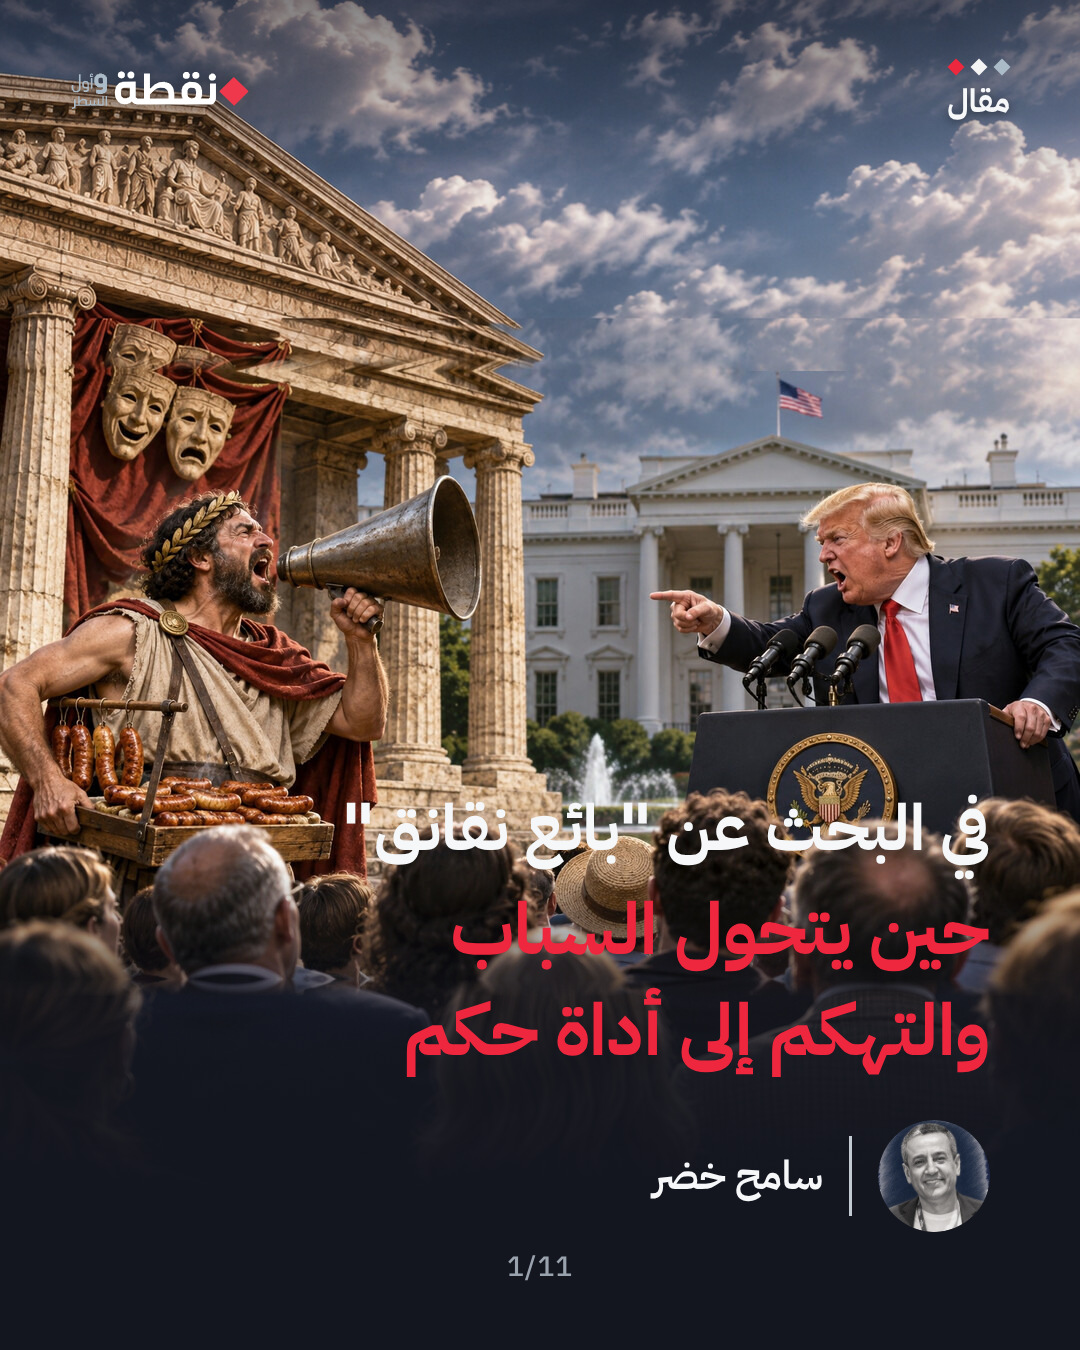 مقال
نقطة
وأول
السطر
في البحث عن "بائع نقانق"
حين يتحول السباب
والتهكم إلى أداة حكم
سامح خضر
1/11